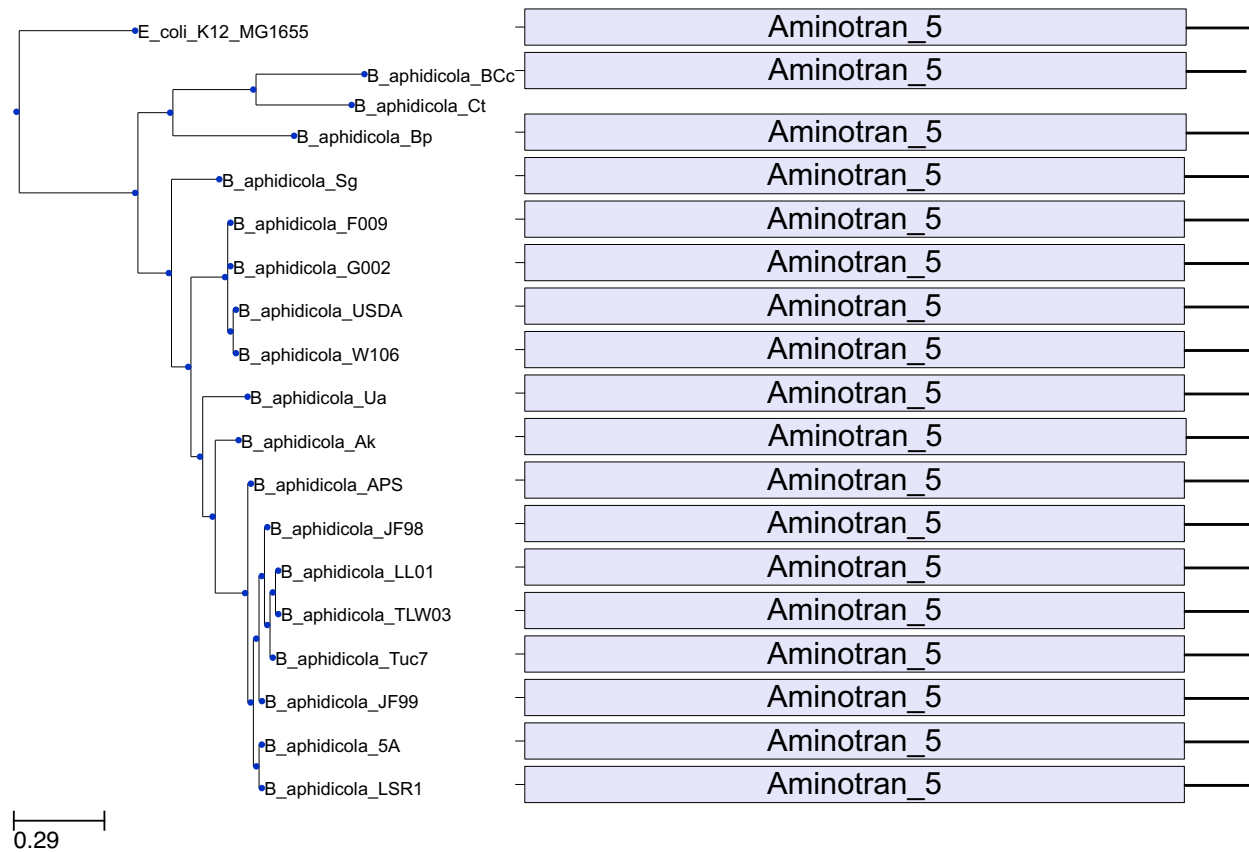 E_coli_K12_MG1655 Aminotran_5
B_aphidicola_BCc Aminotran_5
B_aphidicola_Ct
B_aphidicola_Bp Aminotran_5
B_aphidicola_Sg Aminotran_5
B_aphidicola_F009 Aminotran_5
B_aphidicola_G002 Aminotran_5
B_aphidicola_USDA Aminotran_5
B_aphidicola_W106 Aminotran_5
B_aphidicola_Ua Aminotran_5
B_aphidicola_Ak Aminotran_5
B_aphidicola_APS Aminotran_5
B_aphidicola_JF98 Aminotran_5
B_aphidicola_LL01 Aminotran_5
B_aphidicola_TLW03 Aminotran_5
B_aphidicola_Tuc7 Aminotran_5
B_aphidicola_JF99 Aminotran_5
B_aphidicola_5A Aminotran_5
B_aphidicola_LSR1 Aminotran_5
0.29